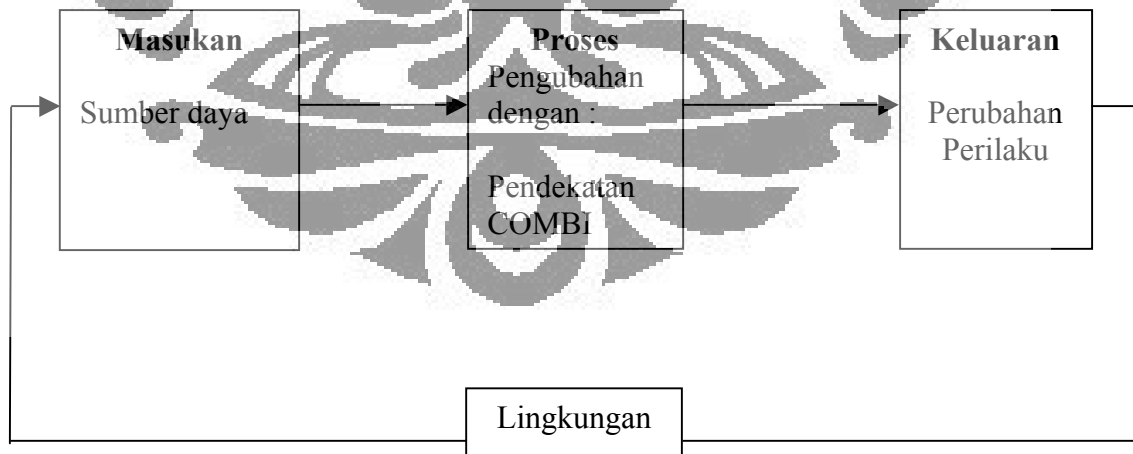 Masukan
Sumber daya
Proses
Pengubahan
dengan :
Pendekatan
COMBI
Keluaran
Perubahan
Perilaku
Lingkungan